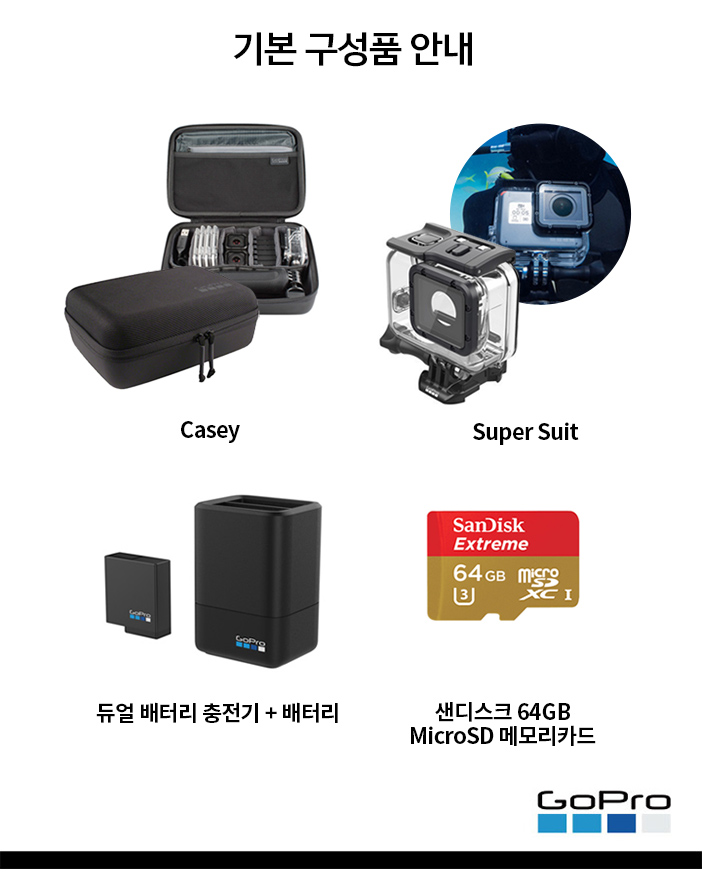 기본 구성품 안내
Casey
Super Suit
GoPro
GoPro
SanDisk
Extreme
64 GB
micro
SD
XC I
3
듀얼 배터리 충전기 + 배터리
샌디스크 64GB
MicroSD 메모리카드
GoPro